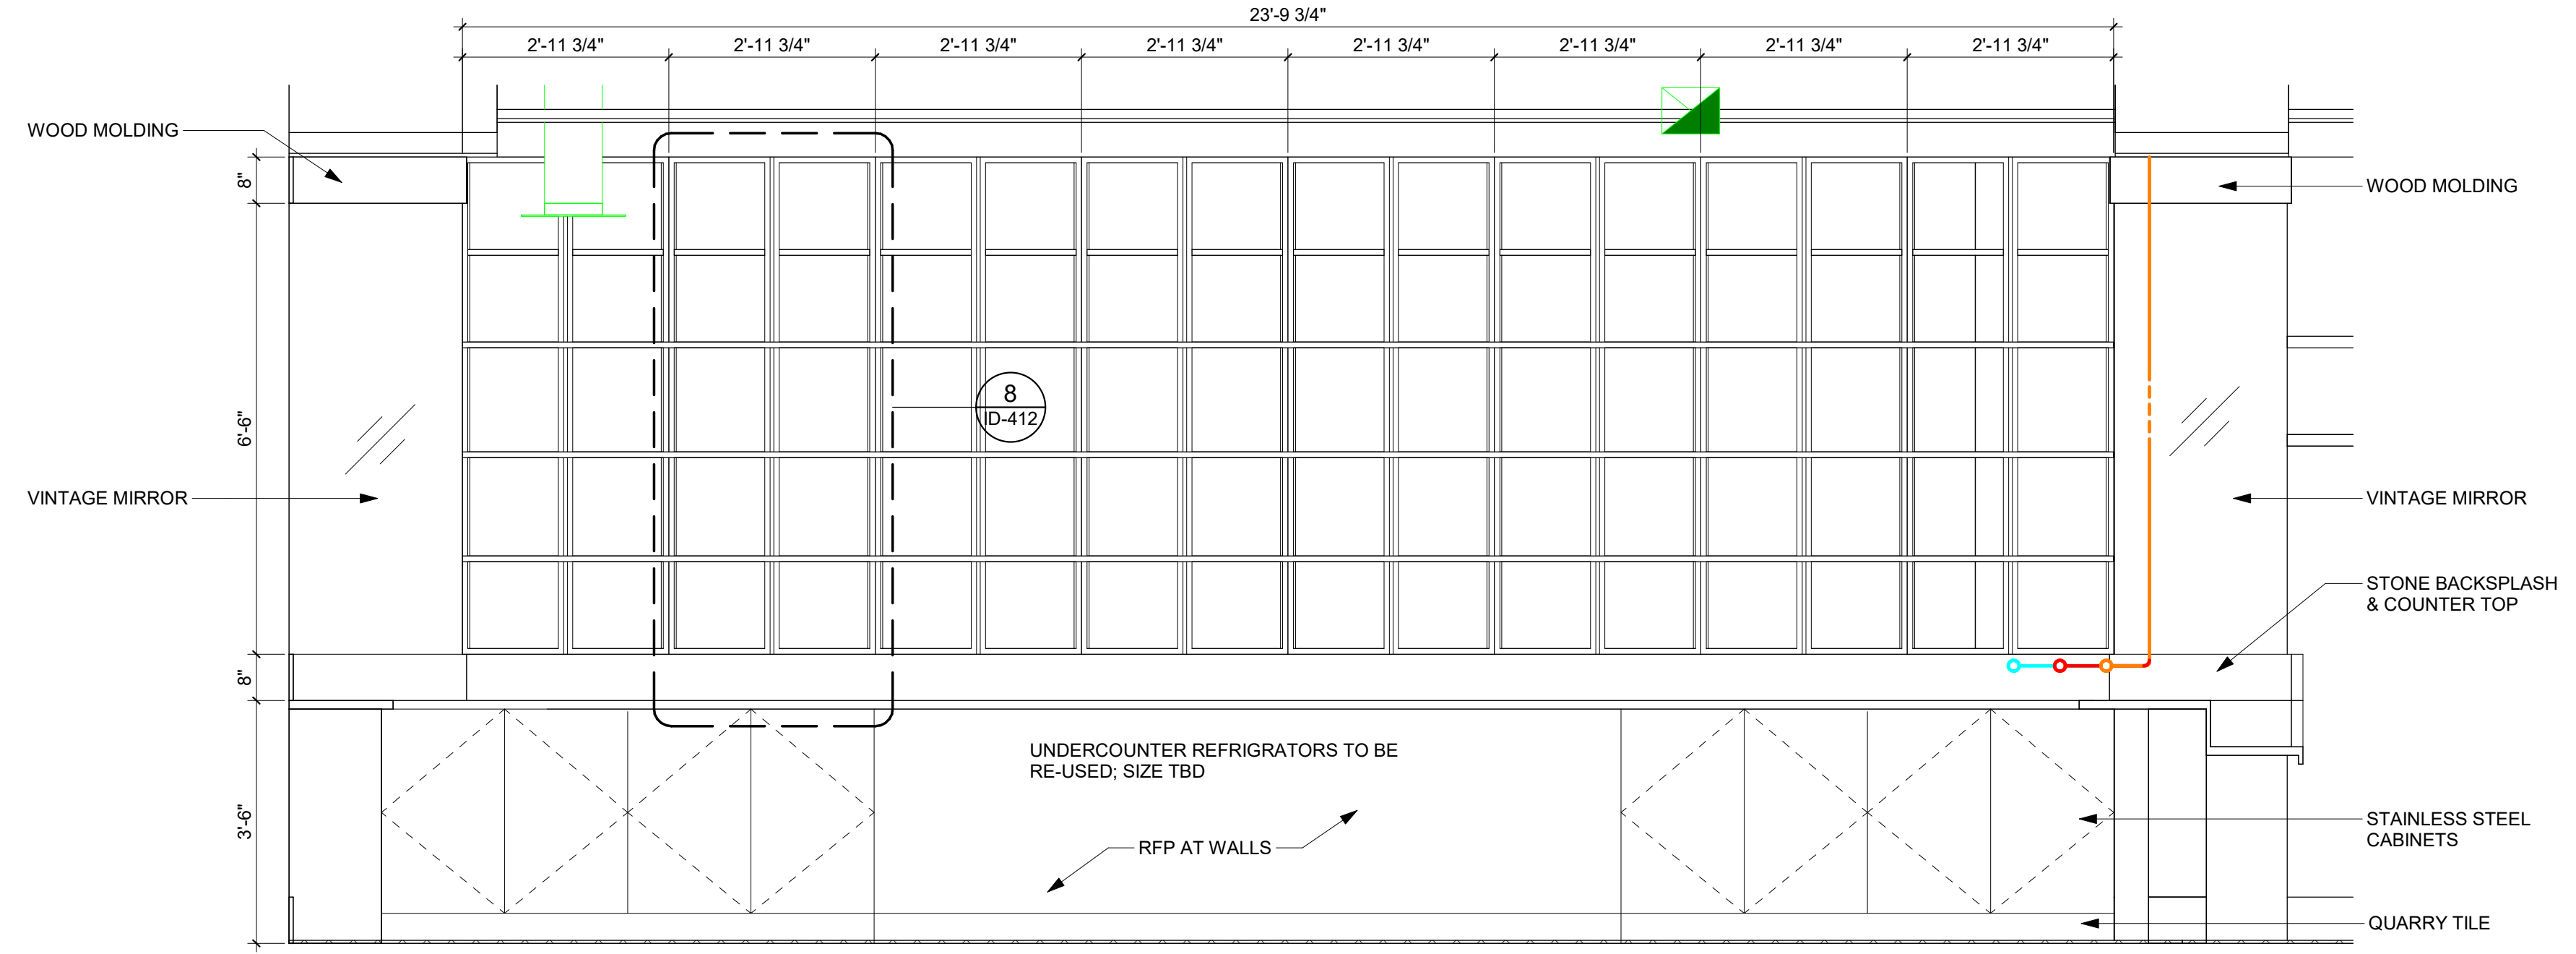 23'-9 3/4"
2'-11 3/4"
2'-11 3/4"
2'-11 3/4"
2'-11 3/4"
2'-11 3/4"
2'-11 3/4"
2'-11 3/4"
2'-11 3/4"
WOOD MOLDING
8"
WOOD MOLDING
8
ID-412
6'-6"
VINTAGE MIRROR
VINTAGE MIRROR
STONE BACKSPLASH
& COUNTER TOP
8"
UNDERCOUNTER REFRIGRATORS TO BE
RE-USED; SIZE TBD
3'-6"
STAINLESS STEEL
CABINETS
RFP AT WALLS
QUARRY TILE